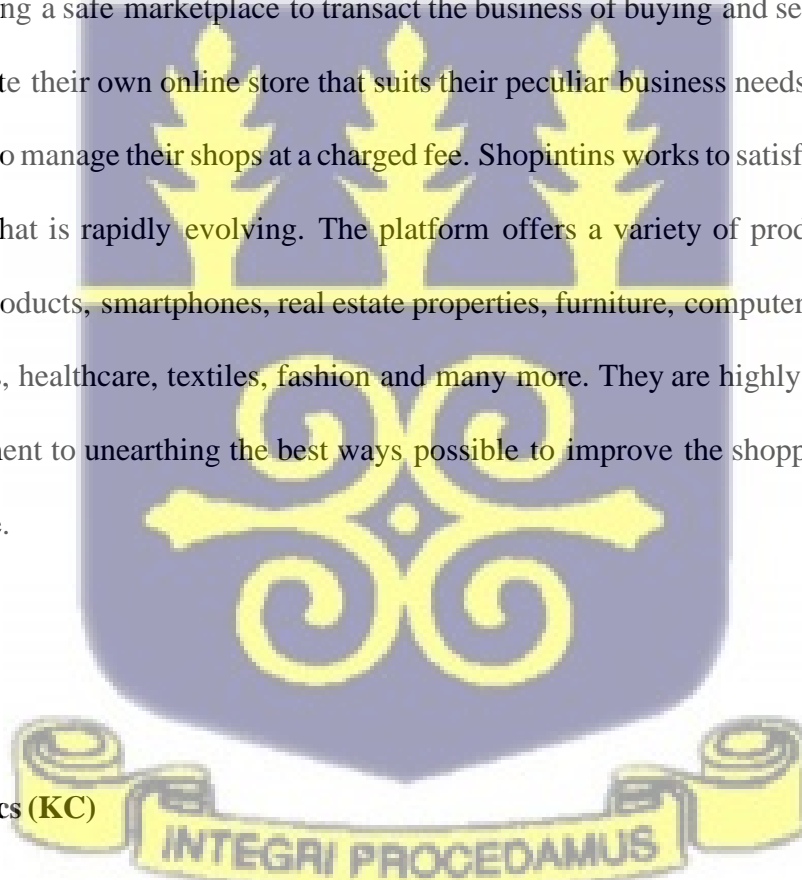 ing a safe marketplace to transact the business of buying and se
te their own online store that suits their peculiar business needs
o manage their shops at a charged fee. Shopintins works to satisf
hat is rapidly evolving. The platform offers a variety of proc
oducts, smartphones, real estate properties, furniture, computer
, healthcare, textiles, fashion and many more. They are highly
ent to unearthing the best ways possible to improve the shopp
e.
cs (KC)
INTEGRI PROCEDAMUS